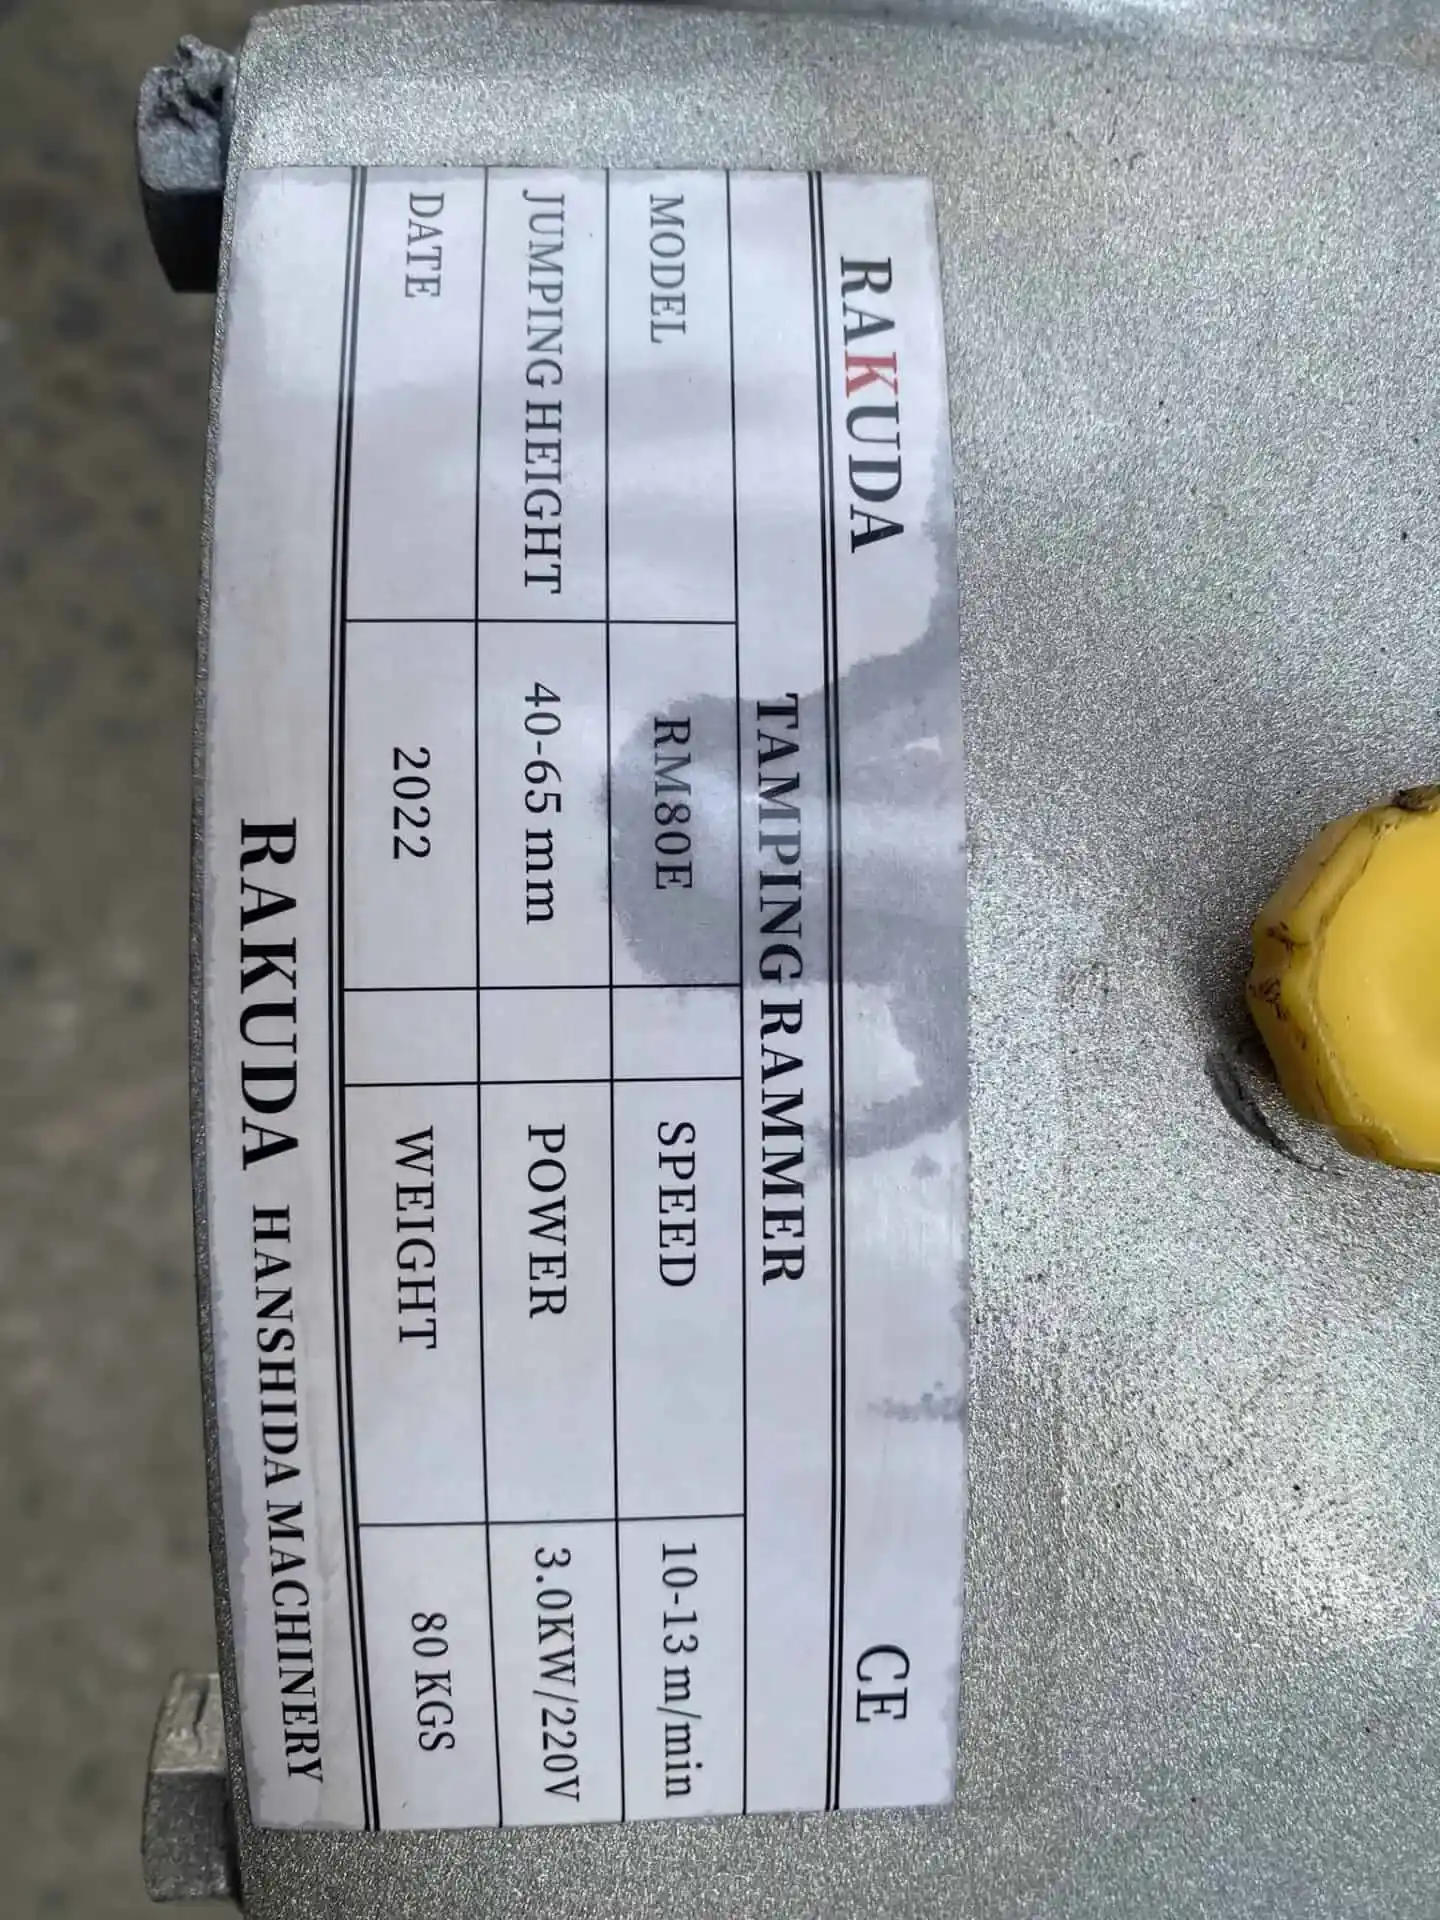 RAKUDA CE
TAMPING RAMMER
MODEL RM80E SPEED 10-13 m/min
JUMPING HEIGHT 40-65 mm POWER 3.0KW/220V
DATE 2022 WEIGHT 80 KGS
RAKUDA HANSHIDA MACHINERY